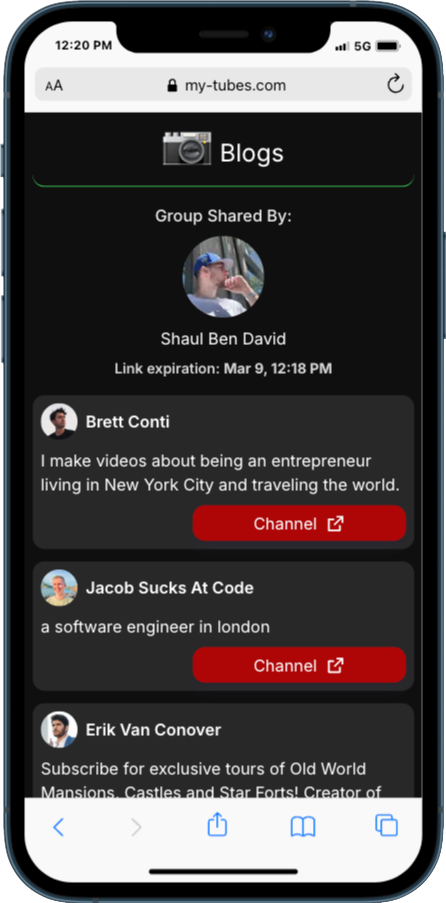 12:20 PM
5G
AA
my-tubes.com
Blogs
Group Shared By:
Shaul Ben David
Link expiration: Mar 9, 12:18 PM
Brett Conti
I make videos about being an entrepreneur
living in New York City and traveling the world.
Channel
Jacob Sucks At Code
a software engineer in london
Channel
Erik Van Conover
Subscribe for exclusive tours of Old World
Mansions, Castles and Star Forts! Creator of